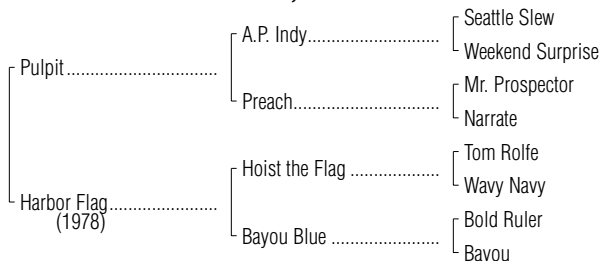 Seattle Slew
A.P. Indy
Weekend Surprise
Pulpit
Mr. Prospector
Preach
Narrate
Tom Rolfe
Hoist the Flag
Wavy Navy
Harbor Flag
(1978)
Bold Ruler
Bayou Blue
Bayou